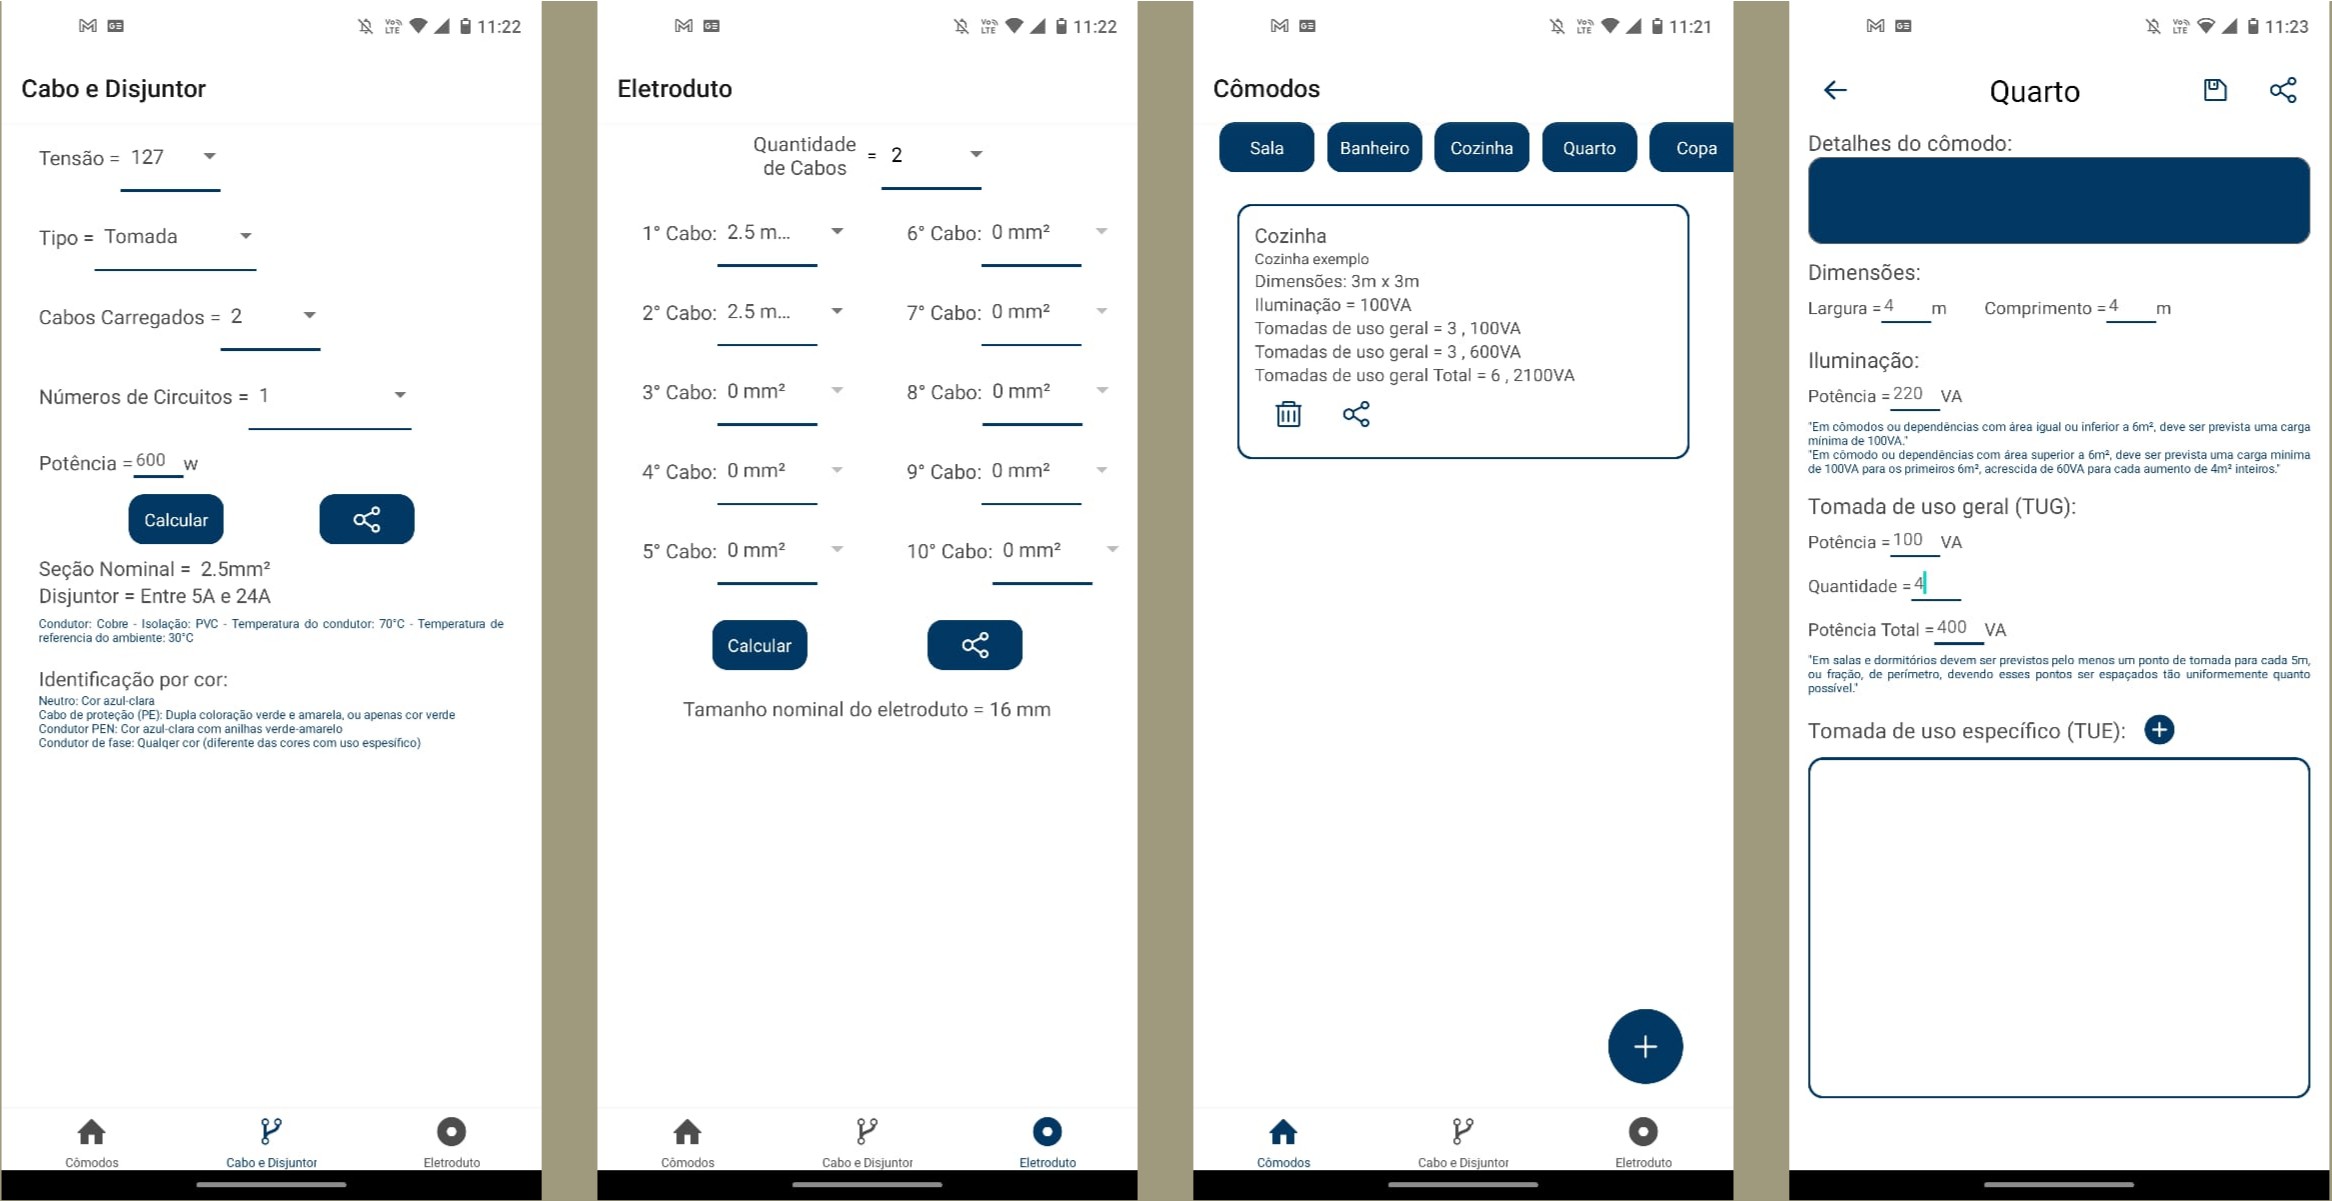 11:22
Cabo e Disjuntor
Tensão = 127
Tipo = Tomada
Cabos Carregados = 2
Números de Circuitos = 1
Potência = 600 w
Calcular
Seção Nominal = 2.5mm²
Disjuntor = Entre 5A e 24A
Condutor: Cobre - Isolação: PVC - Temperatura do condutor: 70°C - Temperatura de
referencia do ambiente: 30°C
Identificação por cor:
Neutro: Cor azul-clara
Cabo de proteção (PE): Dupla coloração verde e amarela, ou apenas cor verde
Condutor PEN: Cor azul-clara com anilhas verde-amarelo
Condutor de fase: Qualqer cor (diferente das cores com uso espesífico)
Cômodos Cabo e Disjuntor Eletroduto
Vo)) LTE 11:22
Eletroduto
Quantidade
de Cabos = 2
1° Cabo: 2.5 m... 6° Cabo: 0 mm²
2° Cabo: 2.5 m... 7° Cabo: 0 mm²
3° Cabo: 0 mm² 8° Cabo: 0 mm²
4° Cabo: 0 mm² 9° Cabo: 0 mm²
5° Cabo: 0 mm² 10° Cabo: 0 mm²
Calcular
Tamanho nominal do eletroduto = 16 mm
Cômodos Cabo e Disjuntor Eletroduto
Vo)) LTE 11:21
Cômodos
Sala Banheiro Cozinha Quarto Copa
Cozinha
Cozinha exemplo
Dimensões: 3m x 3m
Iluminação = 100VA
Tomadas de uso geral = 3 , 100VA
Tomadas de uso geral = 3 , 600VA
Tomadas de uso geral Total = 6 , 2100VA
Cômodos Cabo e Disjuntor Eletroduto
Vo)) LTE 11:23
Quarto
Detalhes do cômodo:
Dimensões:
Largura = 4 m Comprimento = 4 m
Iluminação:
Potência = 220 VA
"Em cômodos ou dependências com área igual ou inferior a 6m², deve ser prevista uma carga
mínima de 100VA."
"Em cômodo ou dependências com área superior a 6m², deve ser prevista uma carga minima
de 100VA para os primeiros 6m², acrescida de 60VA para cada aumento de 4m² inteiros."
Tomada de uso geral (TUG):
Potência = 100 VA
Quantidade = 4
Potência Total = 400 VA
"Em salas e dormitórios devem ser previstos pelo menos um ponto de tomada para cada 5m,
ou fração, de perímetro, devendo esses pontos ser espaçados tão uniformemente quanto
possível."
Tomada de uso específico (TUE):